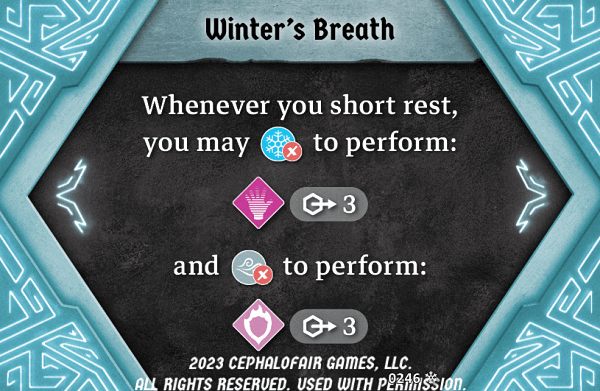 Winter's Breath
Whenever you short rest,
you may to perform:
3
and to perform:
3
2023 CEPHALOFAIR GAMES, LLC.
ALL RIGHTS RESERVED. USED WITH PERMISSION.
0246